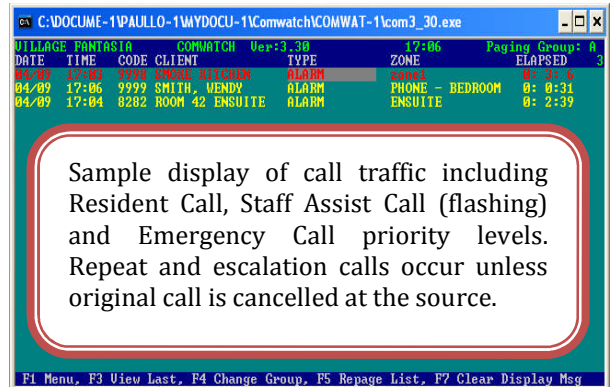 C:\DOCUME~1\PAULLO~1\MYDOCU~1\Comwatch\COMWAT~1\com3_30.exe
VILLAGE FANTASIA COMWATCH Ver:3.30 17:06 Paging Group: A
DATE TIME CODE CLIENT TYPE ZONE ELAPSED 3
04/09 17:03 9998 SMOKE KITCHEN ALARM zone1 0: 3: 6
04/09 17:06 9999 SMITH, WENDY ALARM PHONE - BEDROOM 0: 0:31
04/09 17:04 8282 ROOM 42 ENSUITE ALARM ENSUITE 0: 2:39
Sample display of call traffic including
Resident Call, Staff Assist Call (flashing)
and Emergency Call priority levels.
Repeat and escalation calls occur unless
original call is cancelled at the source.
F1 Menu, F3 View Last, F4 Change Group, F5 Repage List, F7 Clear Display Msg